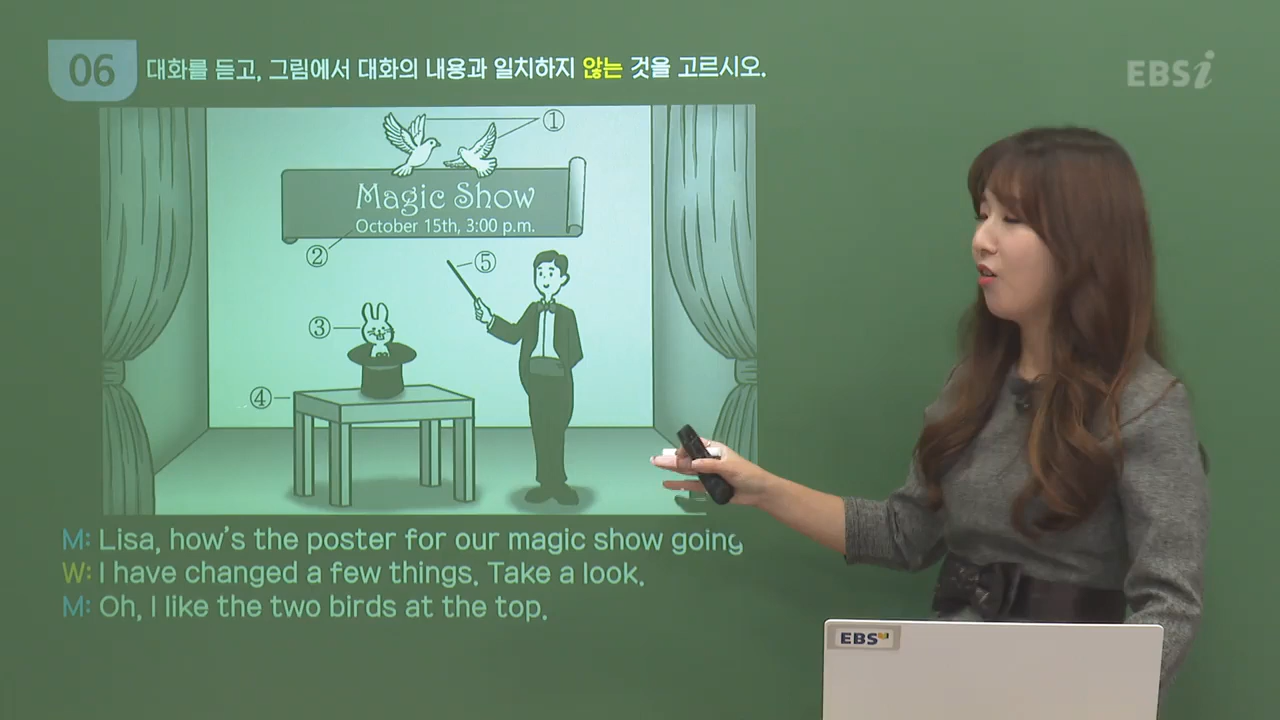 06 대화를 듣고, 그림에서 대화의 내용과 일치하지 않는 것을 고르시오.
EBSi
①
Magic Show
October 15th, 3:00 p.m.
②
⑤
③
④
M: Lisa, how's the poster for our magic show going
W: I have changed a few things. Take a look.
M: Oh, I like the two birds at the top.
EBS